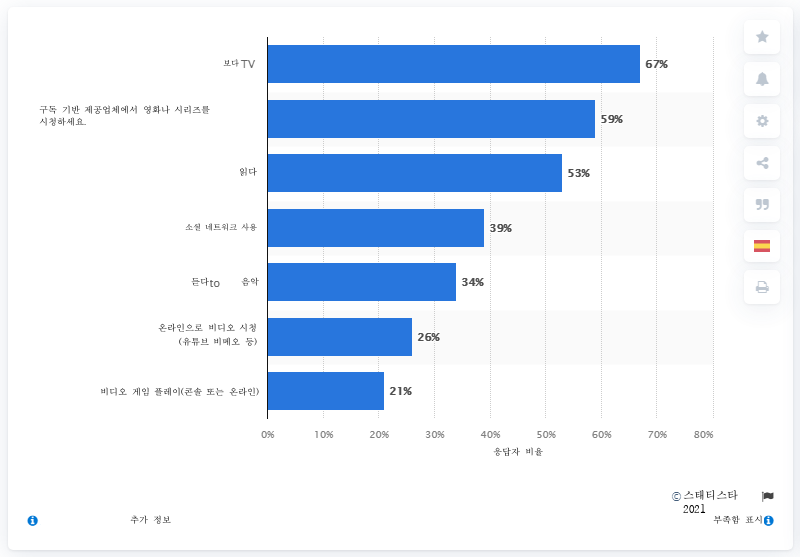 보다 TV
67%
구독 기반 제공업체에서 영화나 시리즈를
시청하세요.
59%
읽다
53%
소셜 네트워크 사용
39%
듣다to 음악
34%
온라인으로 비디오 시청
(유튜브 비메오 등)
26%
비디오 게임 플레이(콘솔 또는 온라인)
21%
0% 10% 20% 30% 40% 50% 60% 70% 80%
응답자 비율
© 스태티스타
2021
추가 정보
부족함 표시